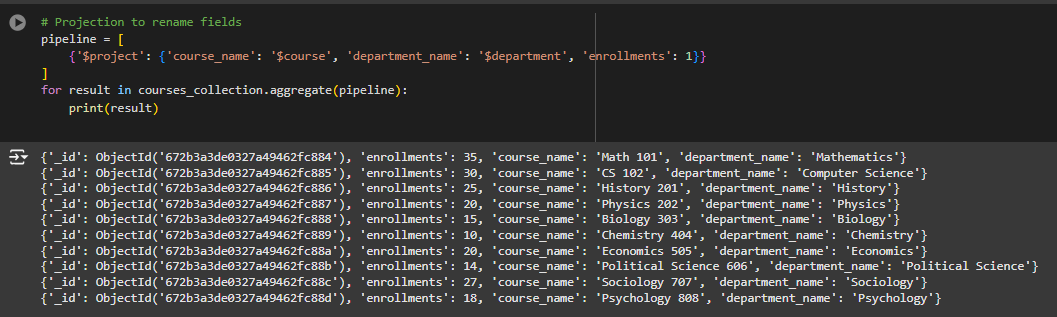 # Projection to rename fields
pipeline = [
    {'$project': {'course_name': '$course', 'department_name': '$department', 'enrollments': 1}}
]
for result in courses_collection.aggregate(pipeline):
    print(result)
{'_id': ObjectId('672b3a3de0327a49462fc884'), 'enrollments': 35, 'course_name': 'Math 101', 'department_name': 'Mathematics'}
{'_id': ObjectId('672b3a3de0327a49462fc885'), 'enrollments': 30, 'course_name': 'CS 102', 'department_name': 'Computer Science'}
{'_id': ObjectId('672b3a3de0327a49462fc886'), 'enrollments': 25, 'course_name': 'History 201', 'department_name': 'History'}
{'_id': ObjectId('672b3a3de0327a49462fc887'), 'enrollments': 20, 'course_name': 'Physics 202', 'department_name': 'Physics'}
{'_id': ObjectId('672b3a3de0327a49462fc888'), 'enrollments': 15, 'course_name': 'Biology 303', 'department_name': 'Biology'}
{'_id': ObjectId('672b3a3de0327a49462fc889'), 'enrollments': 10, 'course_name': 'Chemistry 404', 'department_name': 'Chemistry'}
{'_id': ObjectId('672b3a3de0327a49462fc88a'), 'enrollments': 20, 'course_name': 'Economics 505', 'department_name': 'Economics'}
{'_id': ObjectId('672b3a3de0327a49462fc88b'), 'enrollments': 14, 'course_name': 'Political Science 606', 'department_name': 'Political Science'}
{'_id': ObjectId('672b3a3de0327a49462fc88c'), 'enrollments': 27, 'course_name': 'Sociology 707', 'department_name': 'Sociology'}
{'_id': ObjectId('672b3a3de0327a49462fc88d'), 'enrollments': 18, 'course_name': 'Psychology 808', 'department_name': 'Psychology'}